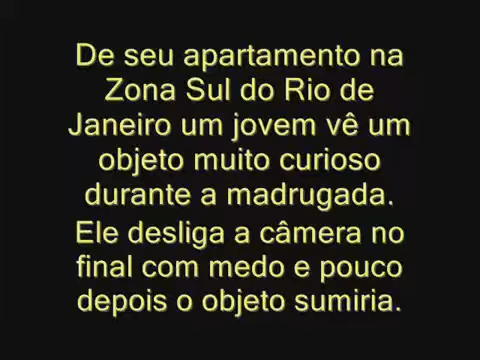 De seu apartamento na
Zona Sul do Rio de
Janeiro um jovem vê um
objeto muito curioso
durante a madrugada.
Ele desliga a câmera no
final com medo e pouco
depois o objeto sumiria.